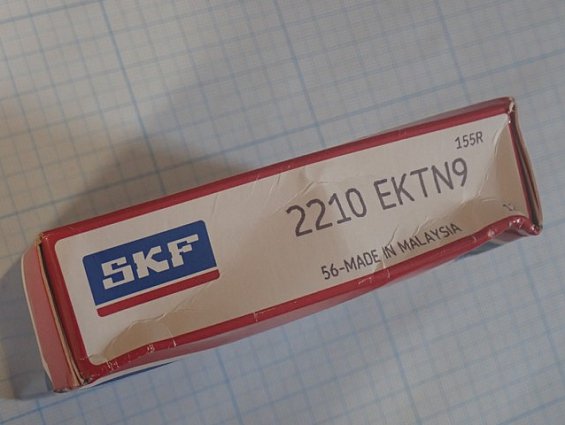 155R
SKF
2210 EKTN9
56-MADE IN MALAYSIA